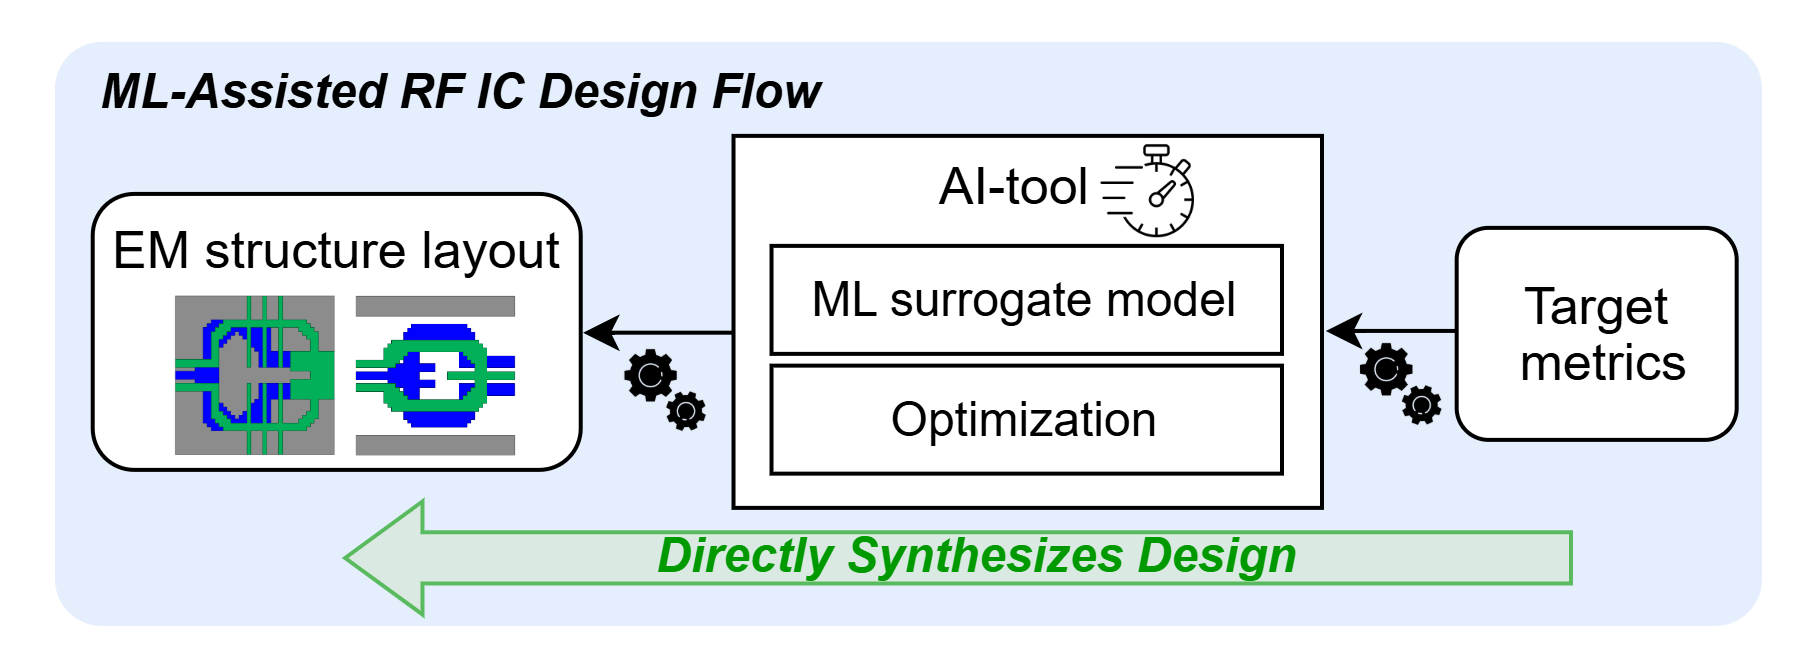 ML-Assisted RF IC Design Flow
EM structure layout
AI-tool
ML surrogate model
Optimization
Target
metrics
Directly Synthesizes Design